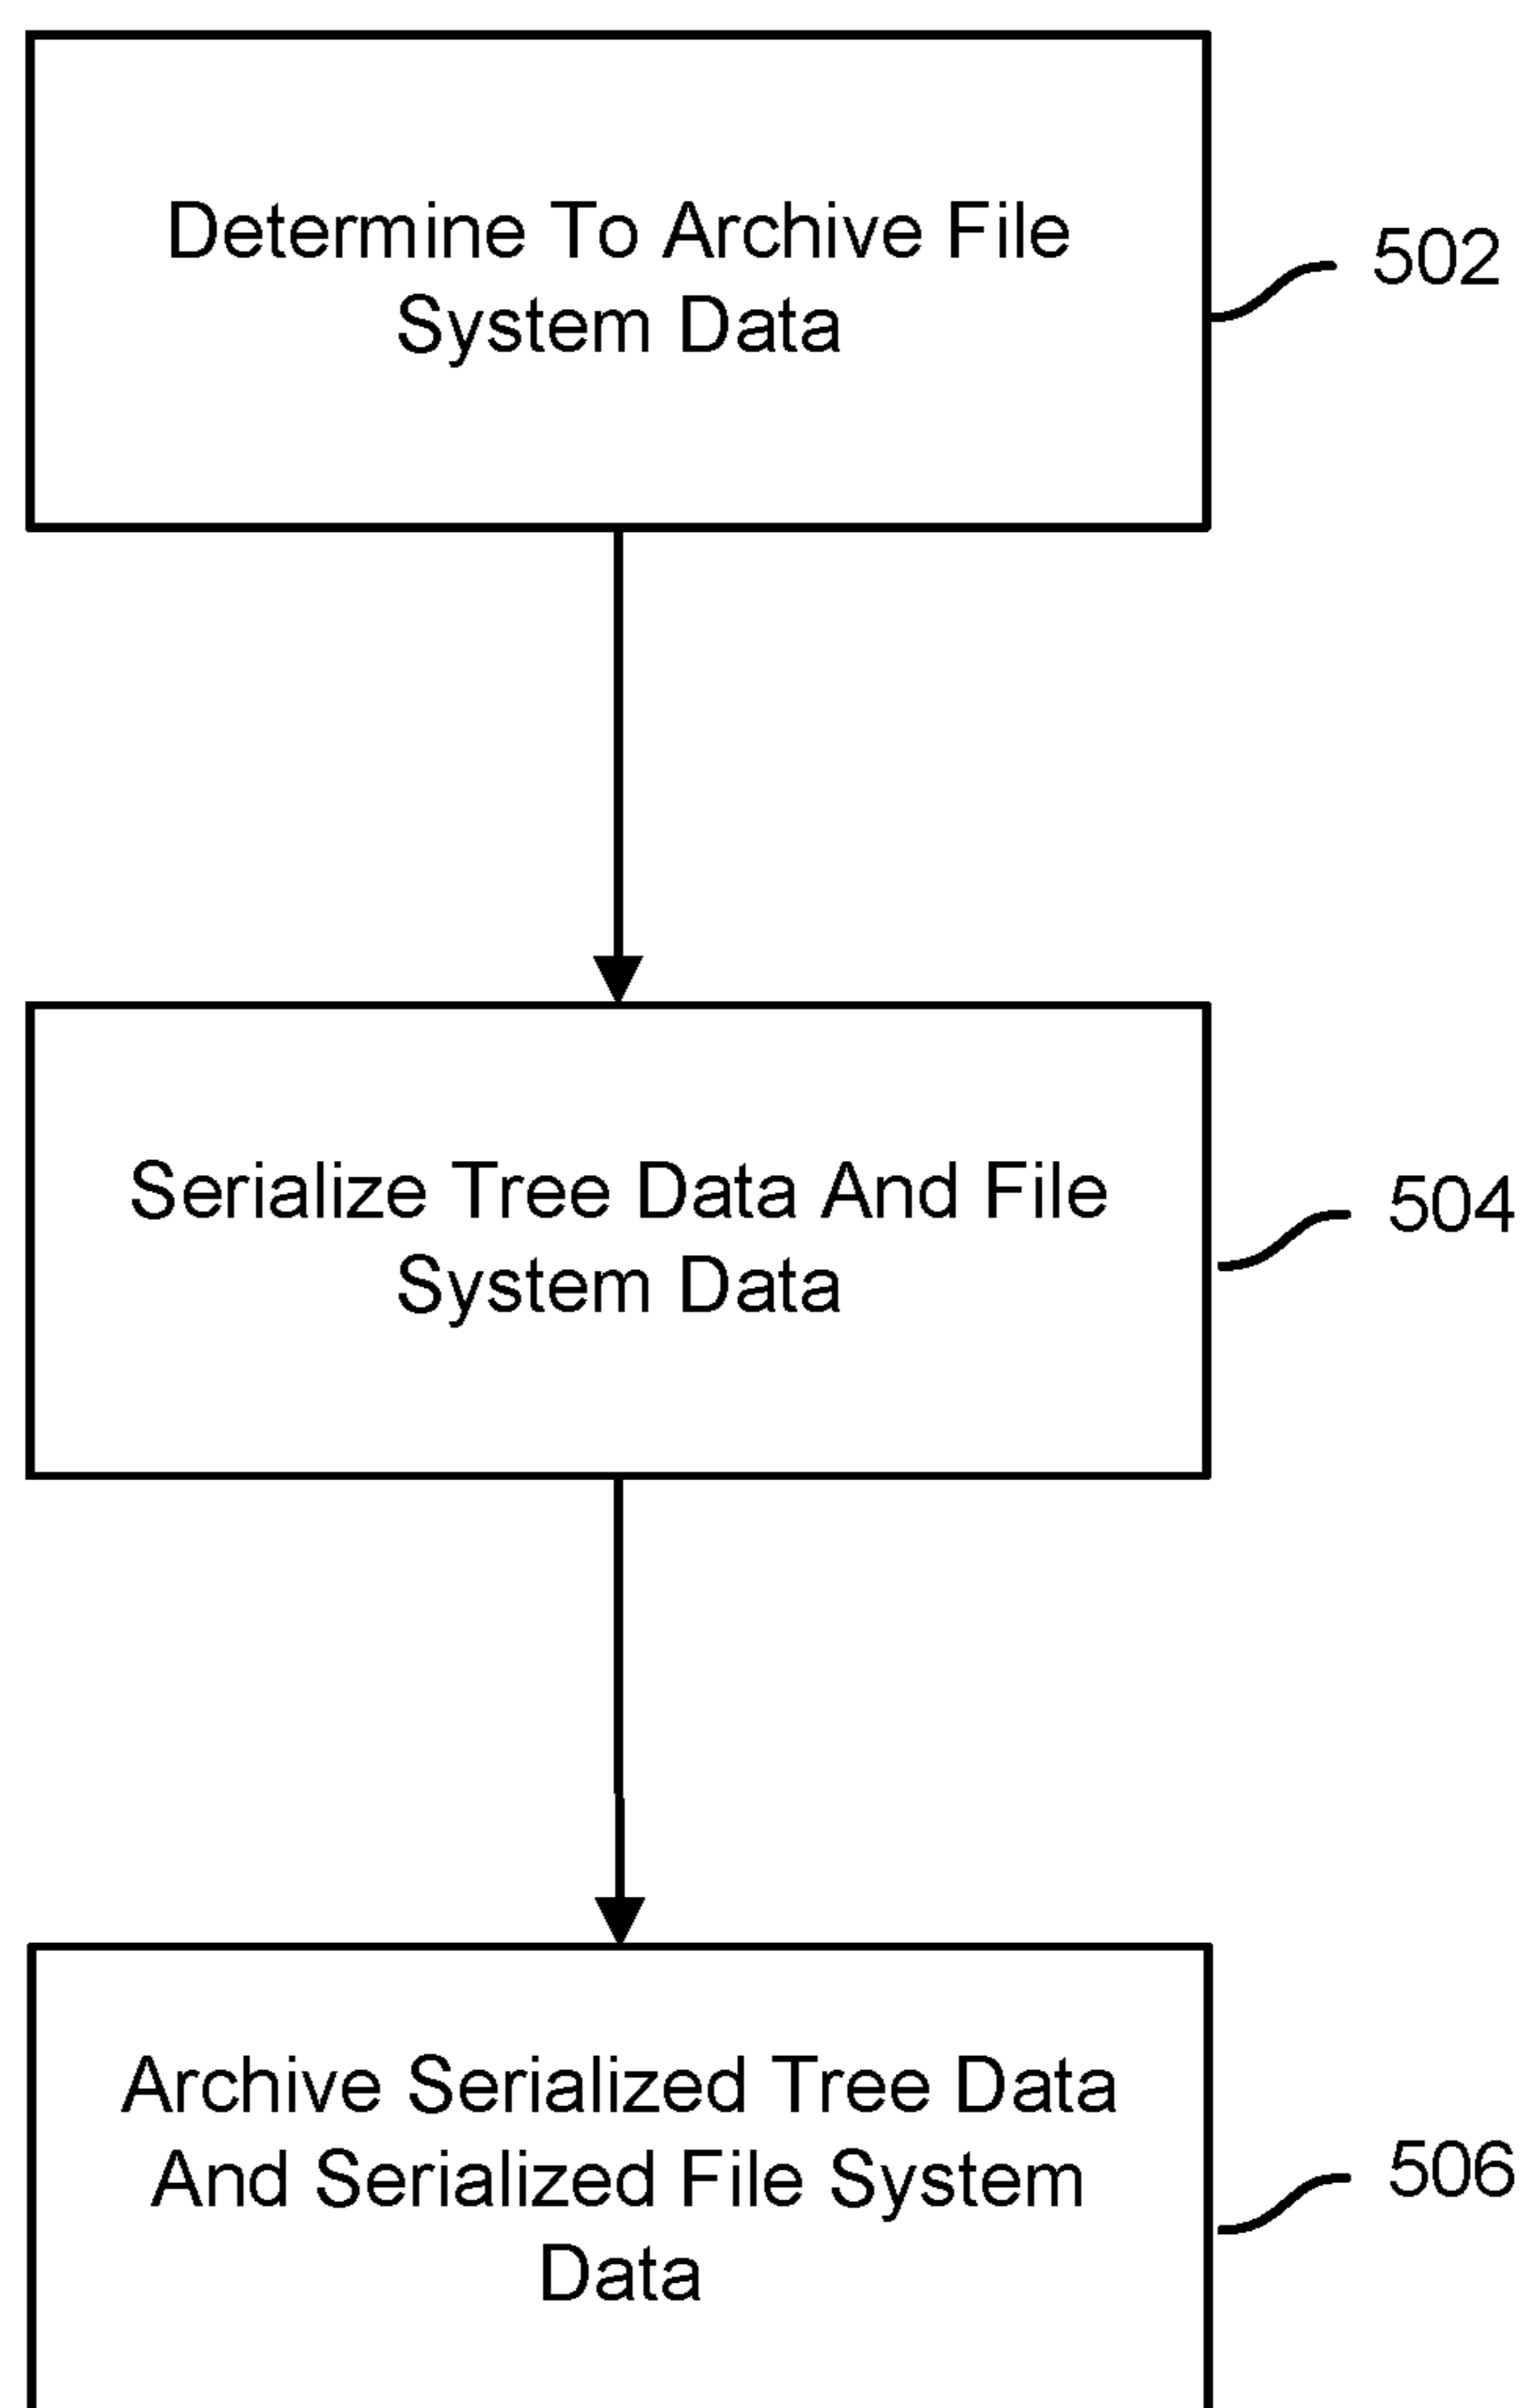 Determine To Archive File
System Data
502
Serialize Tree Data And File
System Data
504
Archive Serialized Tree Data
And Serialized File System
Data
506